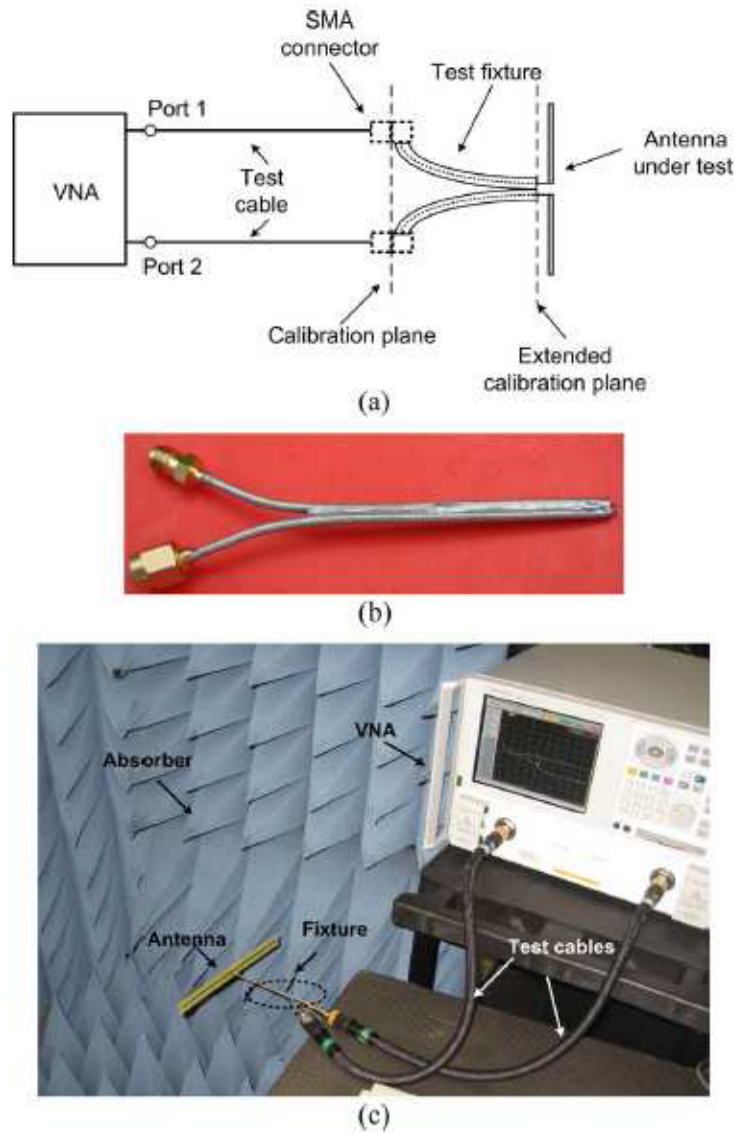 SMA
connector
Test fixture
Port 1
Antenna
under test
VNA
Test
cable
Port 2
Calibration plane
Extended
calibration plane
(a)
(b)
VNA
Absorber
Antenna
Fixture
Test cables
(c)